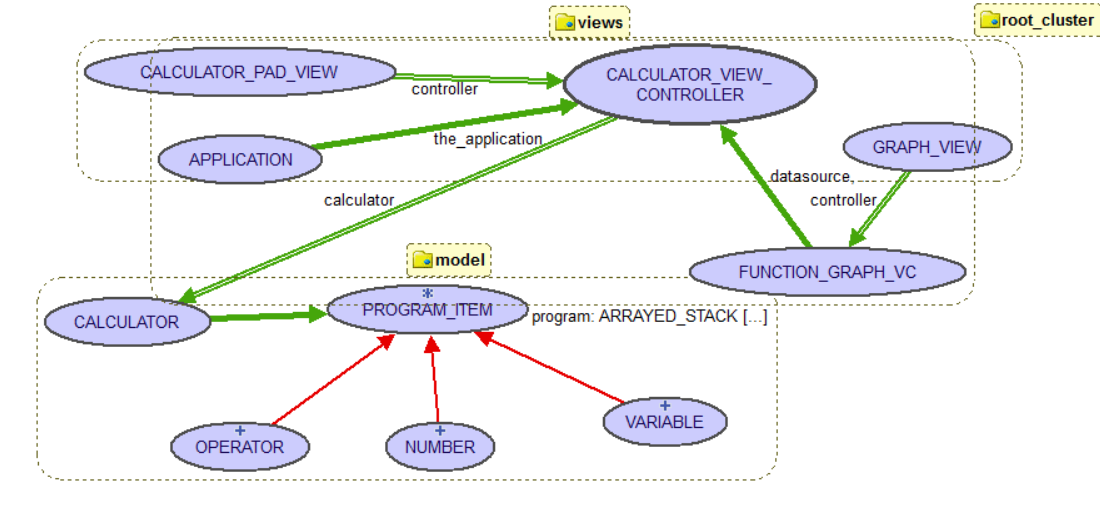 views
root_cluster
CALCULATOR_PAD_VIEW
CALCULATOR_VIEW_
CONTROLLER
controller
the_application
APPLICATION
GRAPH_VIEW
datasource,
controller
calculator
model
FUNCTION_GRAPH_VC
*
PROGRAM_ITEM
CALCULATOR
program: ARRAYED_STACK [...]
+
VARIABLE
+
OPERATOR
+
NUMBER